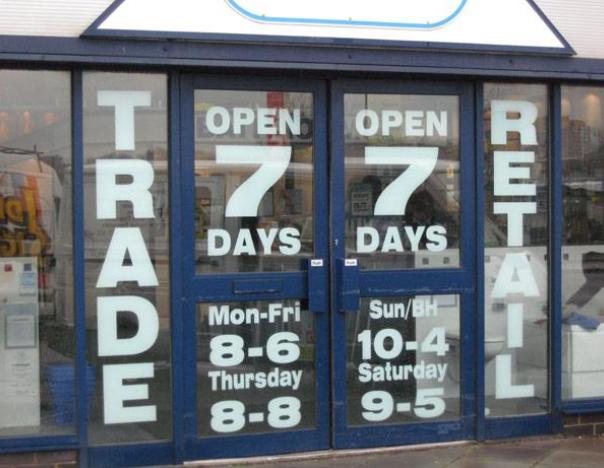 TRADE
OPEN
7
DAYS
Mon-Fri
8-6
Thursday
8-8
OPEN
7
DAYS
Sun/BH
10-4
Saturday
9-5
RETAIL